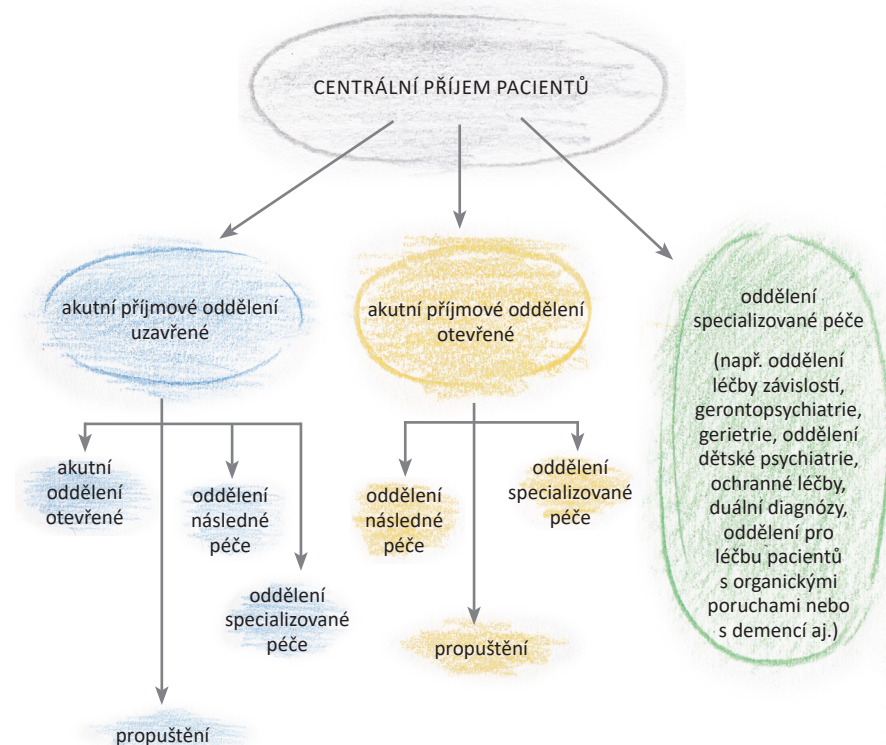 CENTRÁLNÍ PŘÍJEM PACIENTŮ
akutní příjmové oddělení
uzavřené
akutní příjmové oddělení
otevřené
oddělení
specializované péče
(např. oddělení
léčby závislostí,
gerontopsychiatrie,
gerietrie, oddělení
dětské psychiatrie,
ochranné léčby,
duální diagnózy,
oddělení pro
léčbu pacientů
s organickými
poruchami nebo
s demencí aj.)
akutní
oddělení
otevřené
oddělení
následné
péče
oddělení
specializované
péče
propuštění
oddělení
následné
péče
oddělení
specializované
péče
propuštění